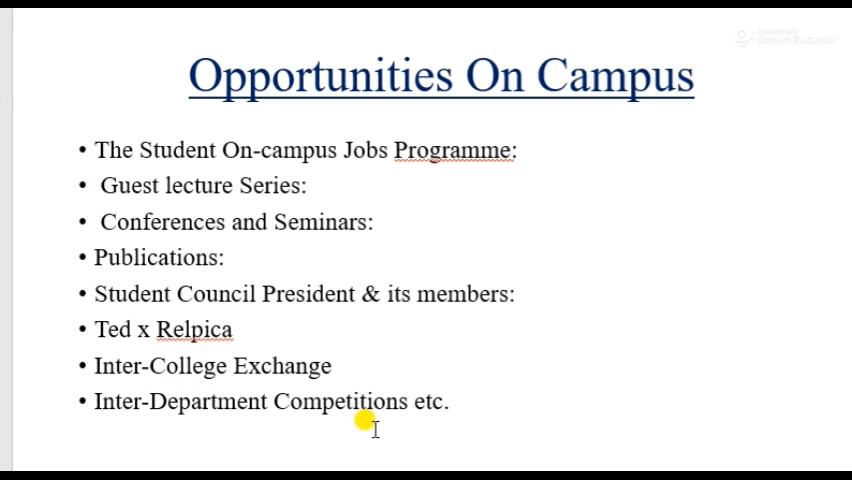 Opportunities On Campus
• The Student On-campus Jobs Programme:
• Guest lecture Series:
• Conferences and Seminars:
• Publications:
• Student Council President & its members:
• Ted x Relpica
• Inter-College Exchange
• Inter-Department Competitions etc.